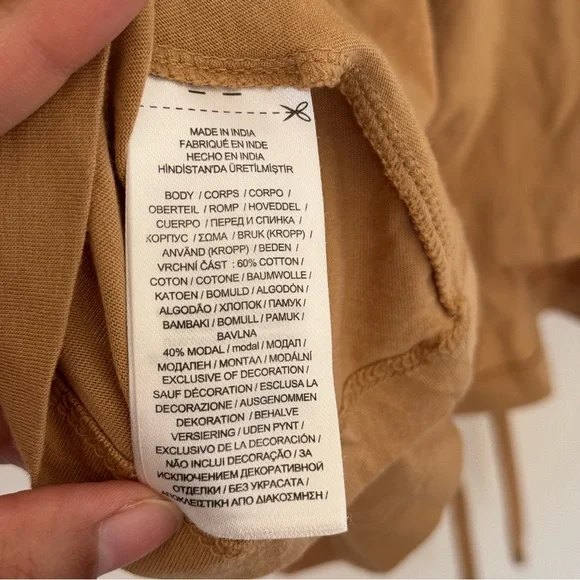 MADE IN INDIA
FABRIQUÉ EN INDE
HECHO EN INDIA
HİNDİSTAN'DA ÜRETİLMİŞTİR
BODY / CORPS / CORPO /
OBERTEIL / ROMP / HOVEDDEL /
CUERPO / ПЕРЕД И СПИНКА /
КОРПУС / ΣΩΜΑ / BRUK (KROPP) /
ANVÄND (KROPP) / BEDEN /
VRCHNÍ ČÁST : 60% COTTON /
COTON / COTONE / BAUMWOLLE /
KATOEN / BOMULD / ALGODÓN /
ALGODÃO / ХЛОПОК / ПАМУК /
ΒΑΜΒΑΚΙ / BOMULL / PAMUK /
BAVLNA
40% MODAL / modal / МОДАЛ /
МОДАЛЕН / ΜΟΝΤΑΛ / MODÁLNÍ
EXCLUSIVE OF DECORATION /
SAUF DÉCORATION / ESCLUSA LA
DECORAZIONE / AUSGENOMMEN
DEKORATION / BEHALVE
VERSIERING / UDEN PYNT /
EXCLUSIVO DE LA DECORACIÓN /
NÃO INCLUI DECORAÇÃO / ЗА
ИСКЛЮЧЕНИЕМ ДЕКОРАТИВНОЙ
ОТДЕЛКИ / БЕЗ УКРАСАТА /
ΑΠΟΚΛΕΙΣΤΙΚΗ ΑΠΟ ΔΙΑΚΟΣΜΗΣΗ /